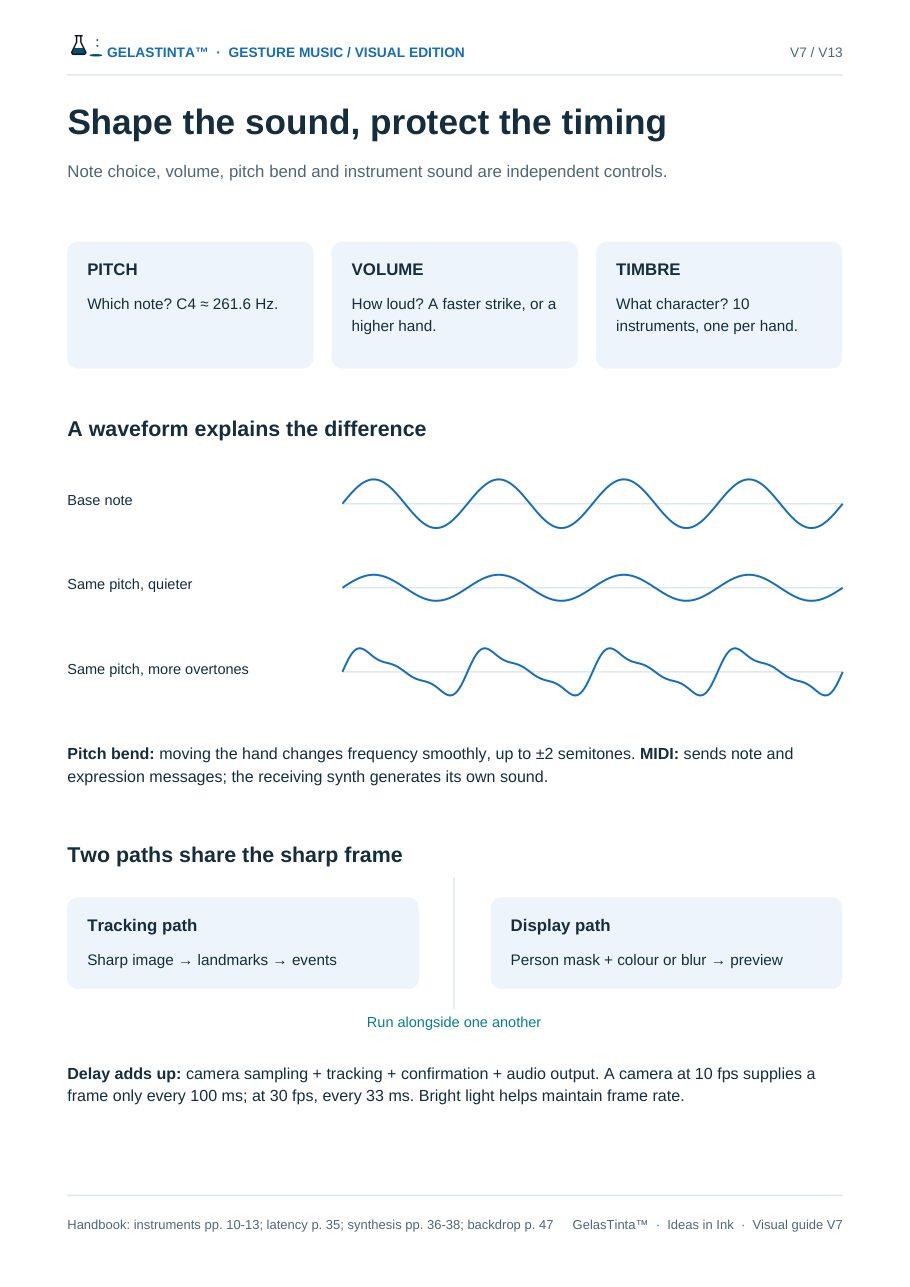 GELASTINTA™ · GESTURE MUSIC / VISUAL EDITION
V7 / V13
Shape the sound, protect the timing
Note choice, volume, pitch bend and instrument sound are independent controls.
PITCH
Which note? C4 ≈ 261.6 Hz.
VOLUME
How loud? A faster strike, or a
higher hand.
TIMBRE
What character? 10
instruments, one per hand.
A waveform explains the difference
Base note
Same pitch, quieter
Same pitch, more overtones
Pitch bend: moving the hand changes frequency smoothly, up to ±2 semitones. MIDI: sends note and
expression messages; the receiving synth generates its own sound.
Two paths share the sharp frame
Tracking path
Sharp image → landmarks → events
Display path
Person mask + colour or blur → preview
Run alongside one another
Delay adds up: camera sampling + tracking + confirmation + audio output. A camera at 10 fps supplies a
frame only every 100 ms; at 30 fps, every 33 ms. Bright light helps maintain frame rate.
Handbook: instruments pp. 10-13; latency p. 35; synthesis pp. 36-38; backdrop p. 47
GelasTinta™ · Ideas in Ink · Visual guide V7